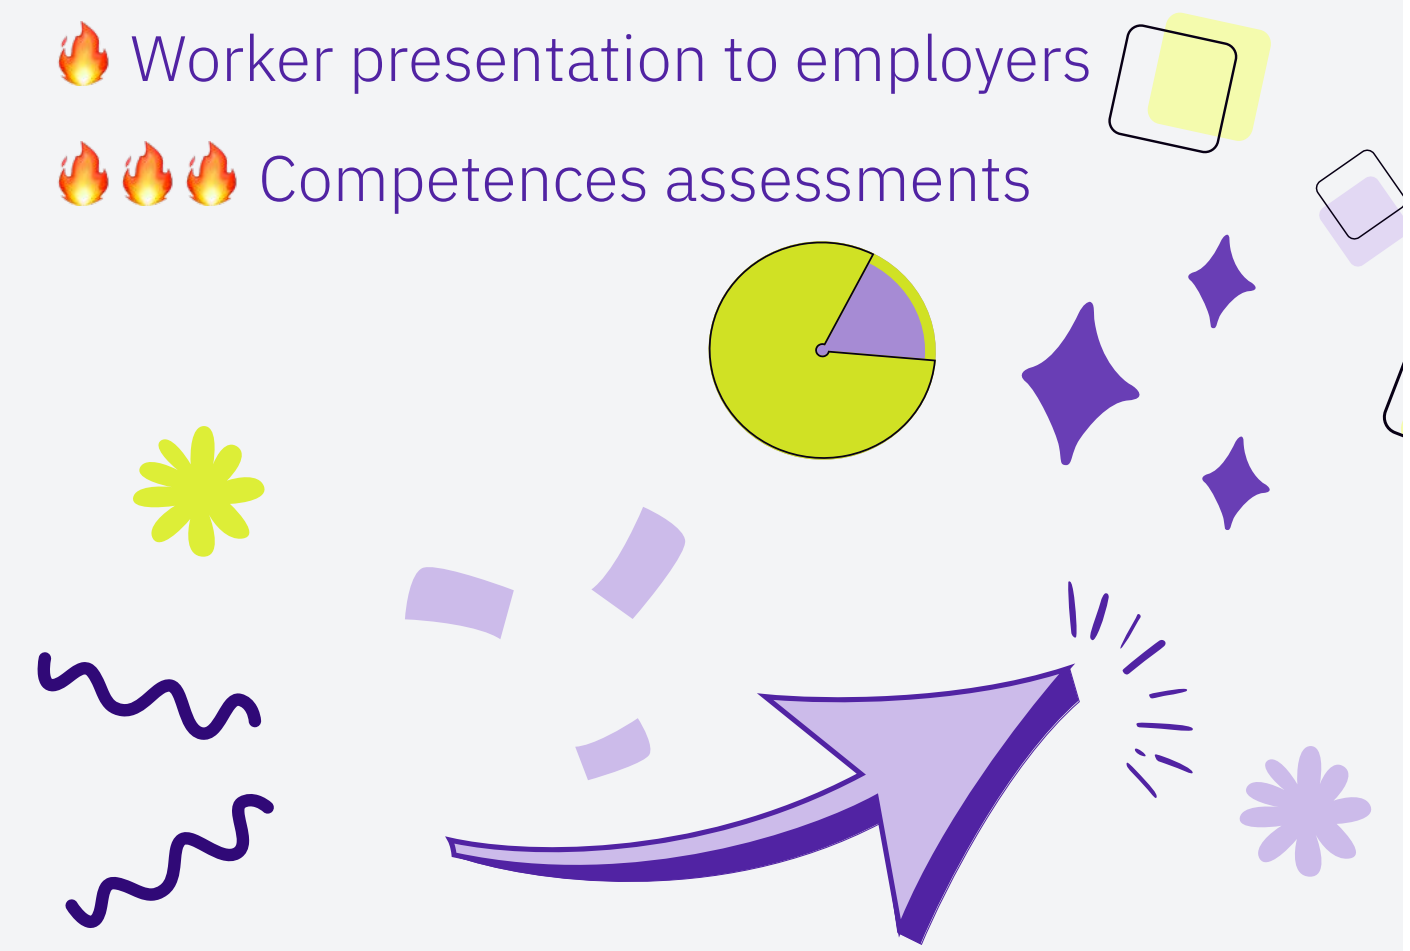 🔥 Worker presentation to employers
🔥🔥🔥 Competences assessments